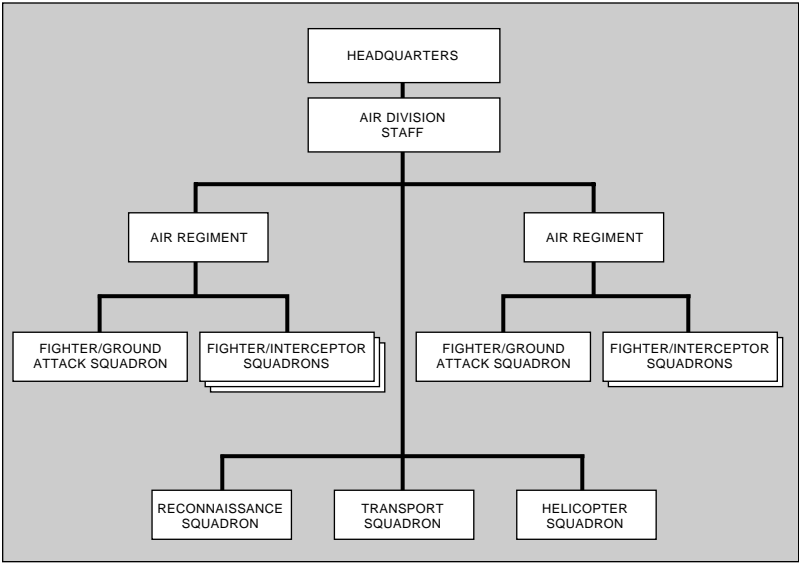 HEADQUARTERS
AIR DIVISION
STAFF
AIR REGIMENT
AIR REGIMENT
FIGHTER/GROUND
ATTACK SQUADRON
FIGHTER/INTERCEPTOR
SQUADRONS
FIGHTER/GROUND
ATTACK SQUADRON
FIGHTER/INTERCEPTOR
SQUADRONS
RECONNAISSANCE
SQUADRON
TRANSPORT
SQUADRON
HELICOPTER
SQUADRON